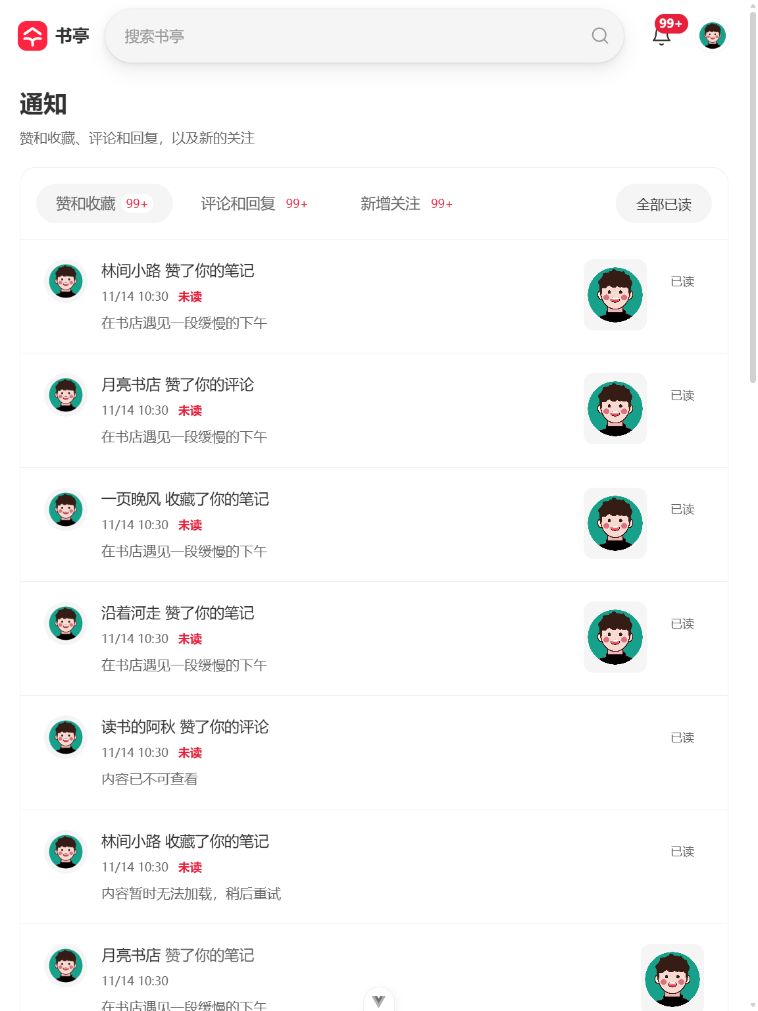 书亭
搜索书亭
99+
通知
赞和收藏、评论和回复，以及新的关注
赞和收藏 99+ 评论和回复 99+ 新增关注 99+ 全部已读
林间小路 赞了你的笔记
已读
11/14 10:30 未读
在书店遇见一段缓慢的下午
月亮书店 赞了你的评论
已读
11/14 10:30 未读
在书店遇见一段缓慢的下午
一页晚风 收藏了你的笔记
已读
11/14 10:30 未读
在书店遇见一段缓慢的下午
沿着河走 赞了你的笔记
已读
11/14 10:30 未读
在书店遇见一段缓慢的下午
读书的阿秋 赞了你的评论
已读
11/14 10:30 未读
内容已不可查看
林间小路 收藏了你的笔记
已读
11/14 10:30 未读
内容暂时无法加载，稍后重试
月亮书店 赞了你的笔记
11/14 10:30
在书店遇见一段缓慢的下午